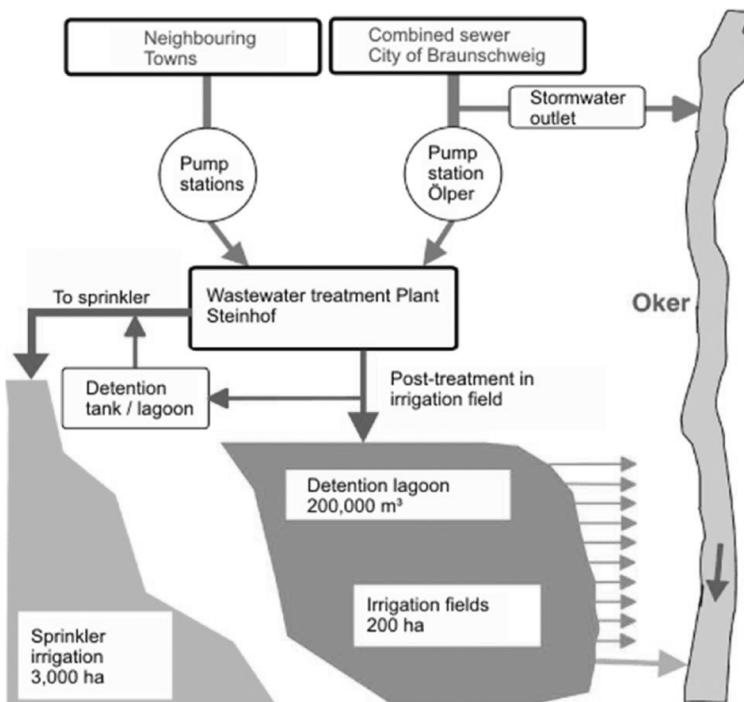 Neighbouring
Towns
Combined sewer
City of Braunschweig
Stormwater
outlet
Pump
stations
Pump
station
Ölper
To sprinkler
Wastewater treatment Plant
Steinhof
Oker
Detention
tank / lagoon
Post-treatment in
irrigation field
Detention lagoon
200,000 m³
Irrigation fields
200 ha
Sprinkler
irrigation
3,000 ha